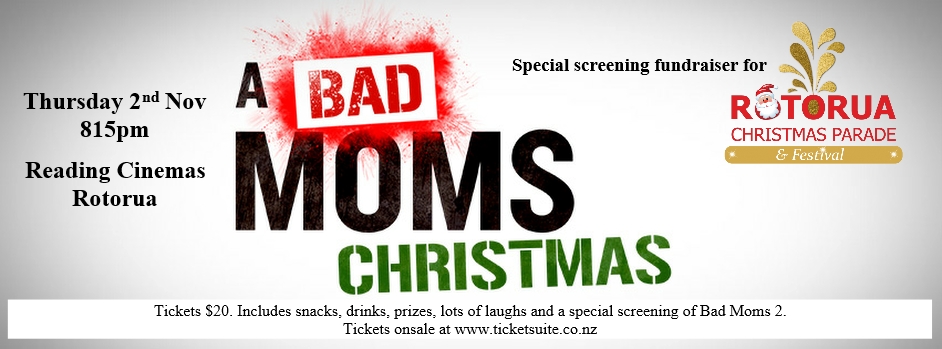 Thursday 2nd Nov
815pm
Reading Cinemas
Rotorua
A BAD
MOMS
CHRISTMAS
Special screening fundraiser for
ROTORUA
CHRISTMAS PARADE
& Festival
Tickets $20. Includes snacks, drinks, prizes, lots of laughs and a special screening of Bad Moms 2.
Tickets onsale at www.ticketsuite.co.nz